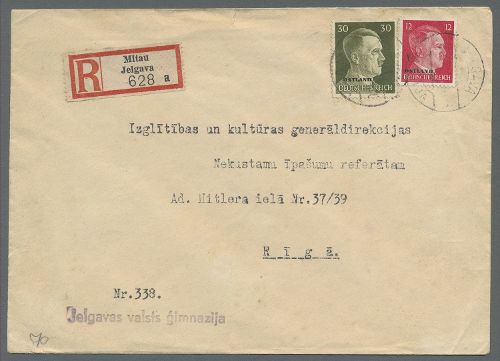 Mitau
Jelgava
R 628 a
30 30
OSTLAND
DEUTSCHES REICH
12 12
OSTLAND
DEUTSCHES REICH
Izglītības un kultūras ģenerāldirekcijas
Nekustamu īpašumu referātam
Ad. Hitlera ielā Nr.37/39
Rīgā.
Nr.338.
Jelgavas valsts ģimnazija